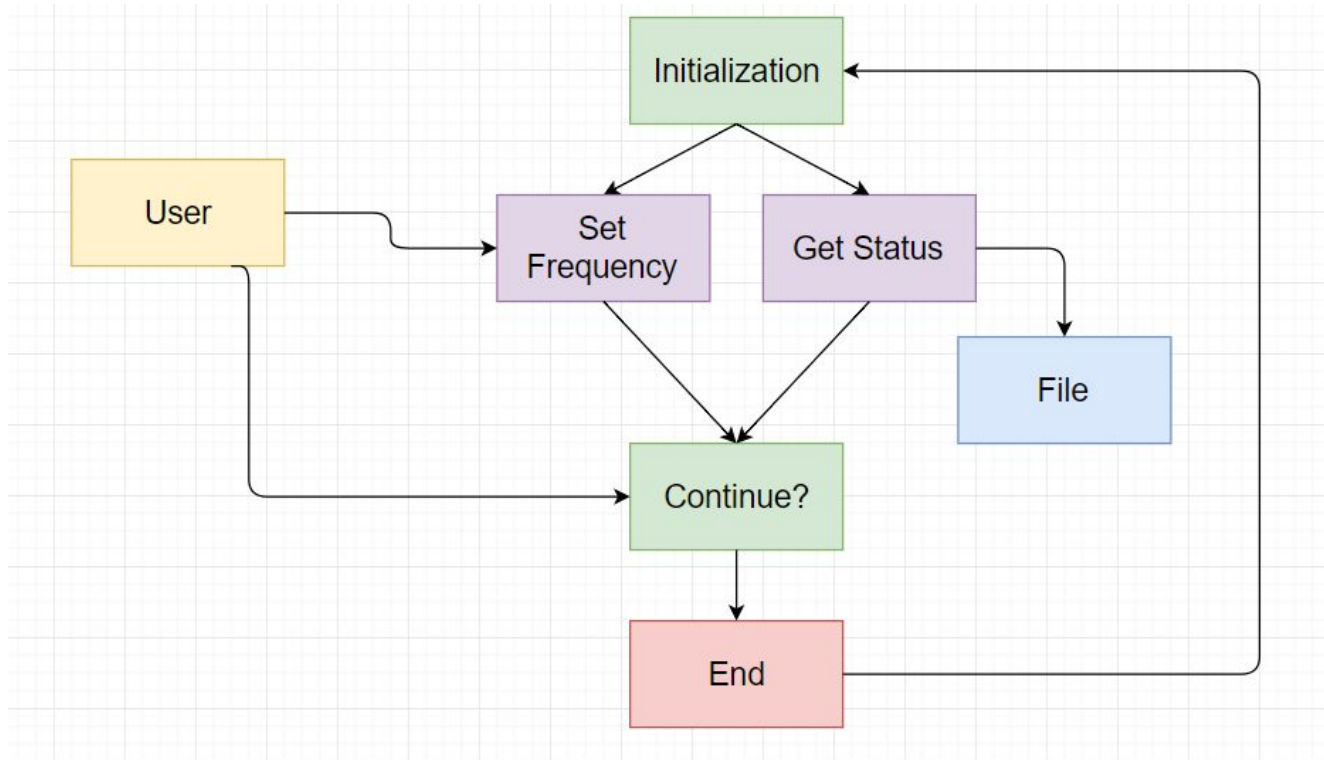 Initialization
User
Set
Frequency
Get Status
File
Continue?
End